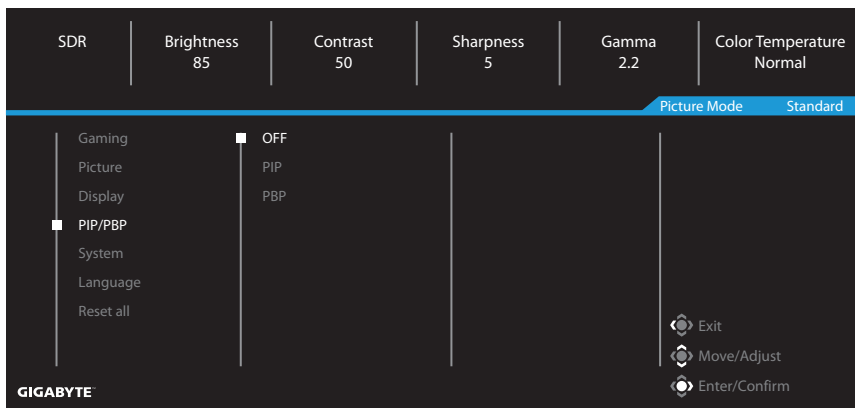 SDR
Brightness
85
Contrast
50
Sharpness
5
Gamma
2.2
Color Temperature
Normal
Picture Mode Standard
Gaming
Picture
Display
PIP/PBP
System
Language
Reset all
OFF
PIP
PBP
Exit
Move/Adjust
Enter/Confirm
GIGABYTE™